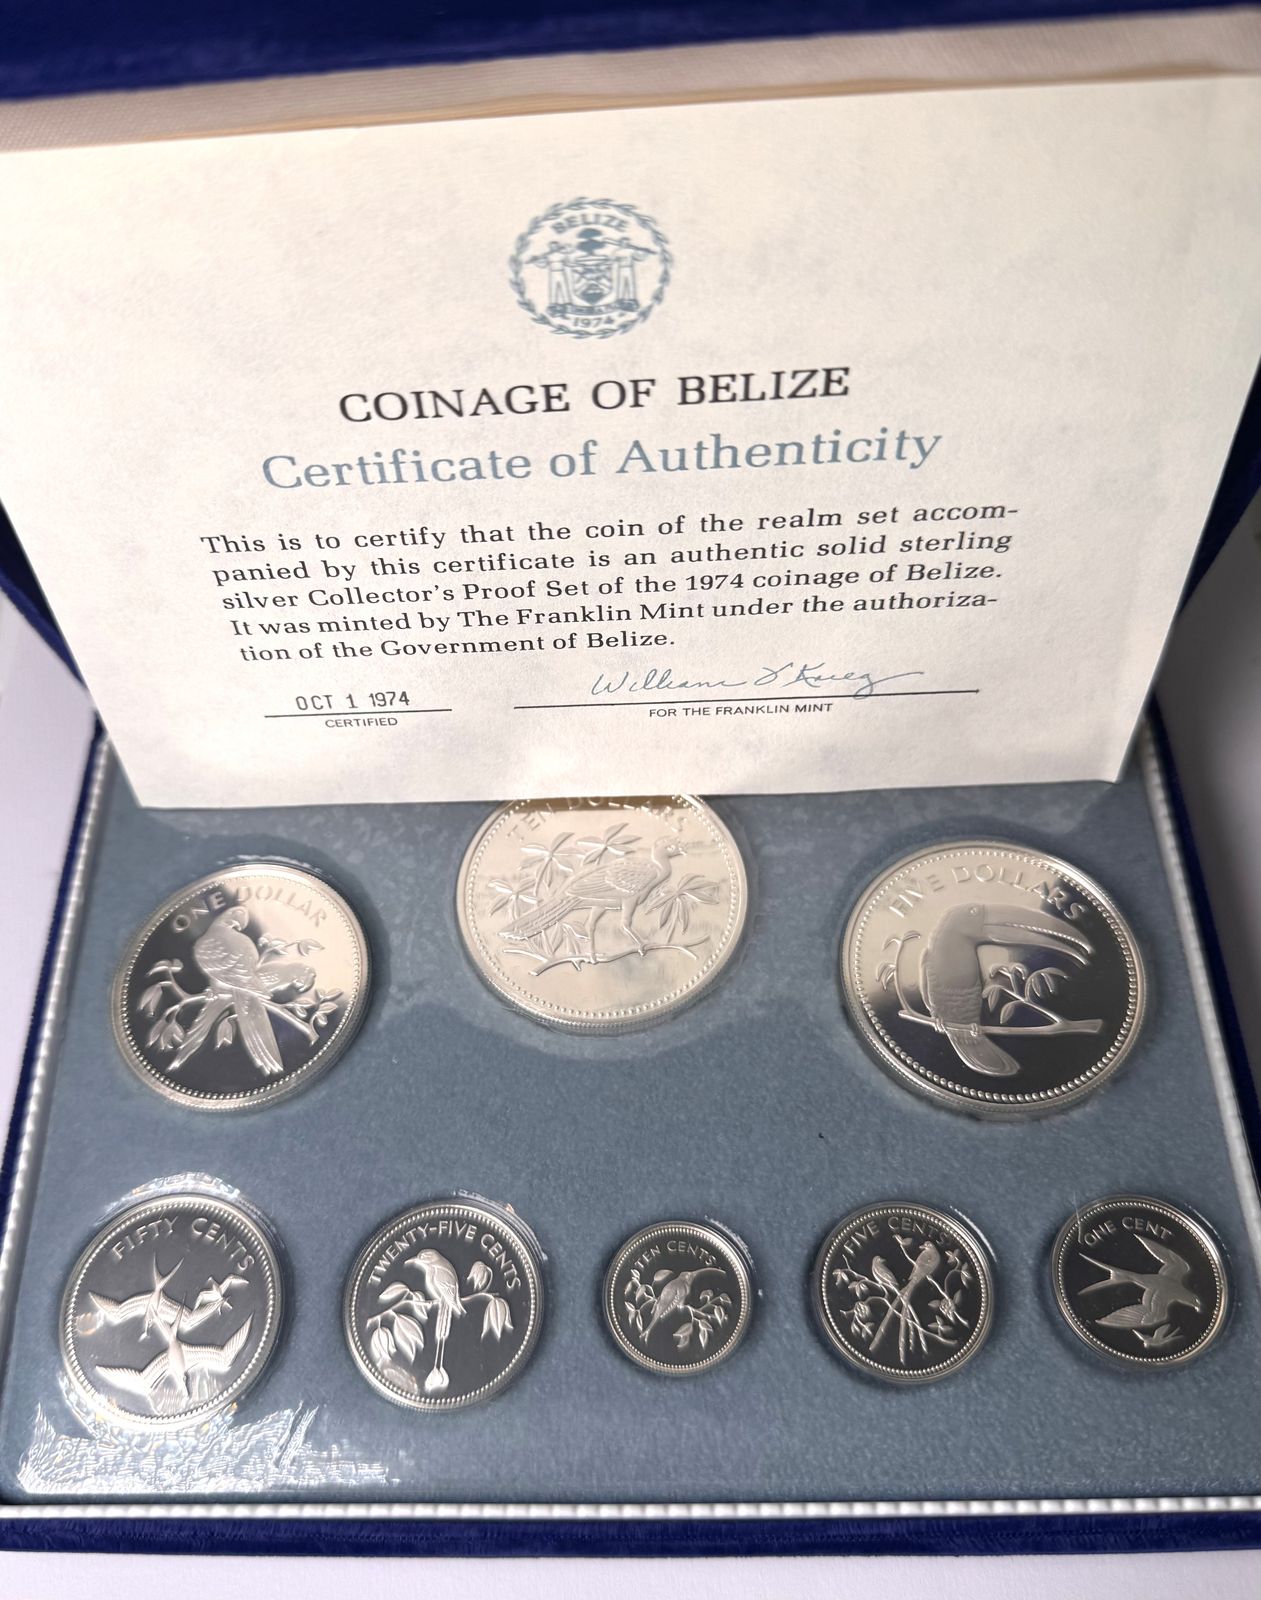 BELIZE
1974
COINAGE OF BELIZE
Certificate of Authenticity
This is to certify that the coin of the realm set accom-
panied by this certificate is an authentic solid sterling
silver Collector's Proof Set of the 1974 coinage of Belize.
It was minted by The Franklin Mint under the authoriza-
tion of the Government of Belize.
OCT 1 1974
CERTIFIED
William
FOR THE FRANKLIN MINT
TEN DOLLARS
ONE DOLLAR
FIVE DOLLARS
FIFTY CENTS
TWENTY-FIVE CENTS
TEN CENTS
FIVE CENTS
ONE CENT